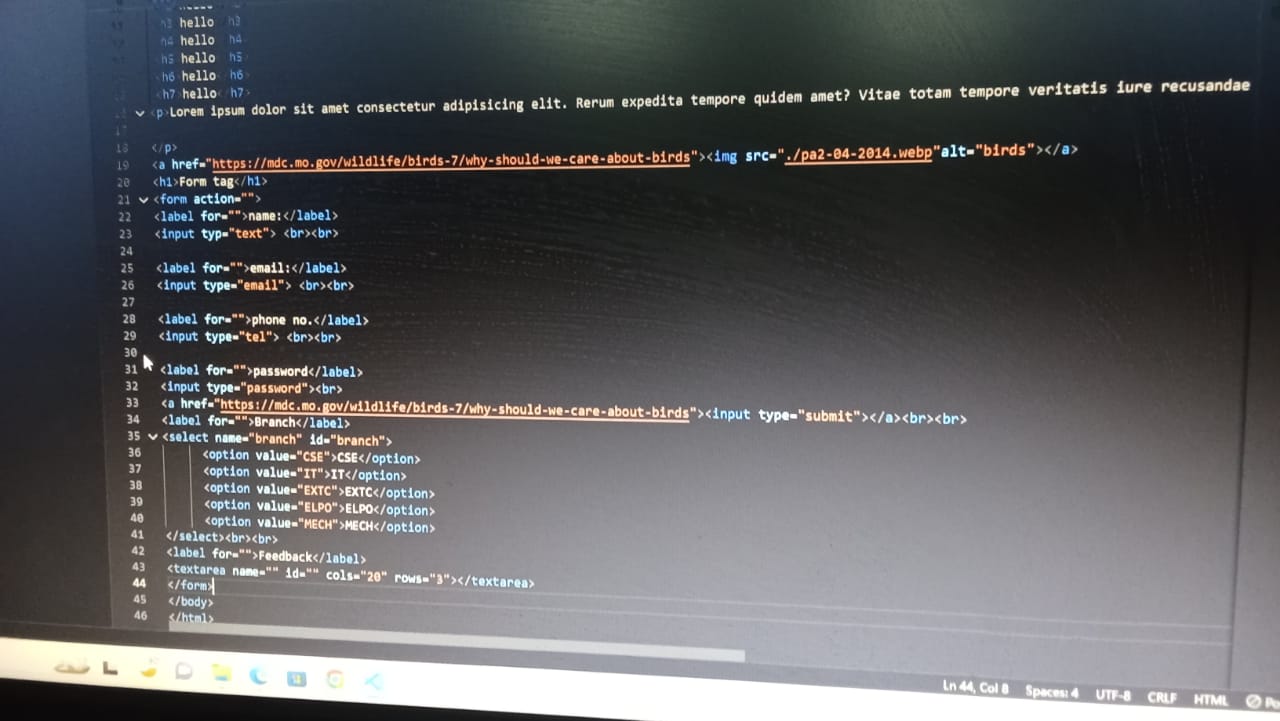 h3 hello h3
h4 hello h4
<h5 hello h5
<h6 hello h6>
<h7 hello< h7>
<p>Lorem ipsum dolor sit amet consectetur adipisicing elit. Rerum expedita tempore quidem amet? Vitae totam tempore veritatis iure recusandae
17
18 </p>
19 <a href="https://mdc.mo.gov/wildlife/birds-7/why-should-we-care-about-birds"><img src="./pa2-04-2014.webp"alt="birds"></a>
20 <h1>Form tag</h1>
21 <form action="">
22 <label for="">name:</label>
23 <input typ="text"> <br><br>
24
25 <label for="">email:</label>
26 <input type="email"> <br><br>
27
28 <label for="">phone no.</label>
29 <input type="tel"> <br><br>
30
31 <label for="">password</label>
32 <input type="password"><br>
33 <a href="https://mdc.mo.gov/wildlife/birds-7/why-should-we-care-about-birds"><input type="submit"></a><br><br>
34 <label for="">Branch</label>
35 <select name="branch" id="branch">
36 <option value="CSE">CSE</option>
37 <option value="IT">IT</option>
38 <option value="EXTC">EXTC</option>
39 <option value="ELPO">ELPO</option>
40 <option value="MECH">MECH</option>
41 </select><br><br>
42 <label for="">Feedback</label>
43 <textarea name="" id="" cols="20" rows="3"></textarea>
44 </form>
45 </body>
46 </html>
Ln 44, Col 8 Spaces: 4 UTF-8 CRLF HTML